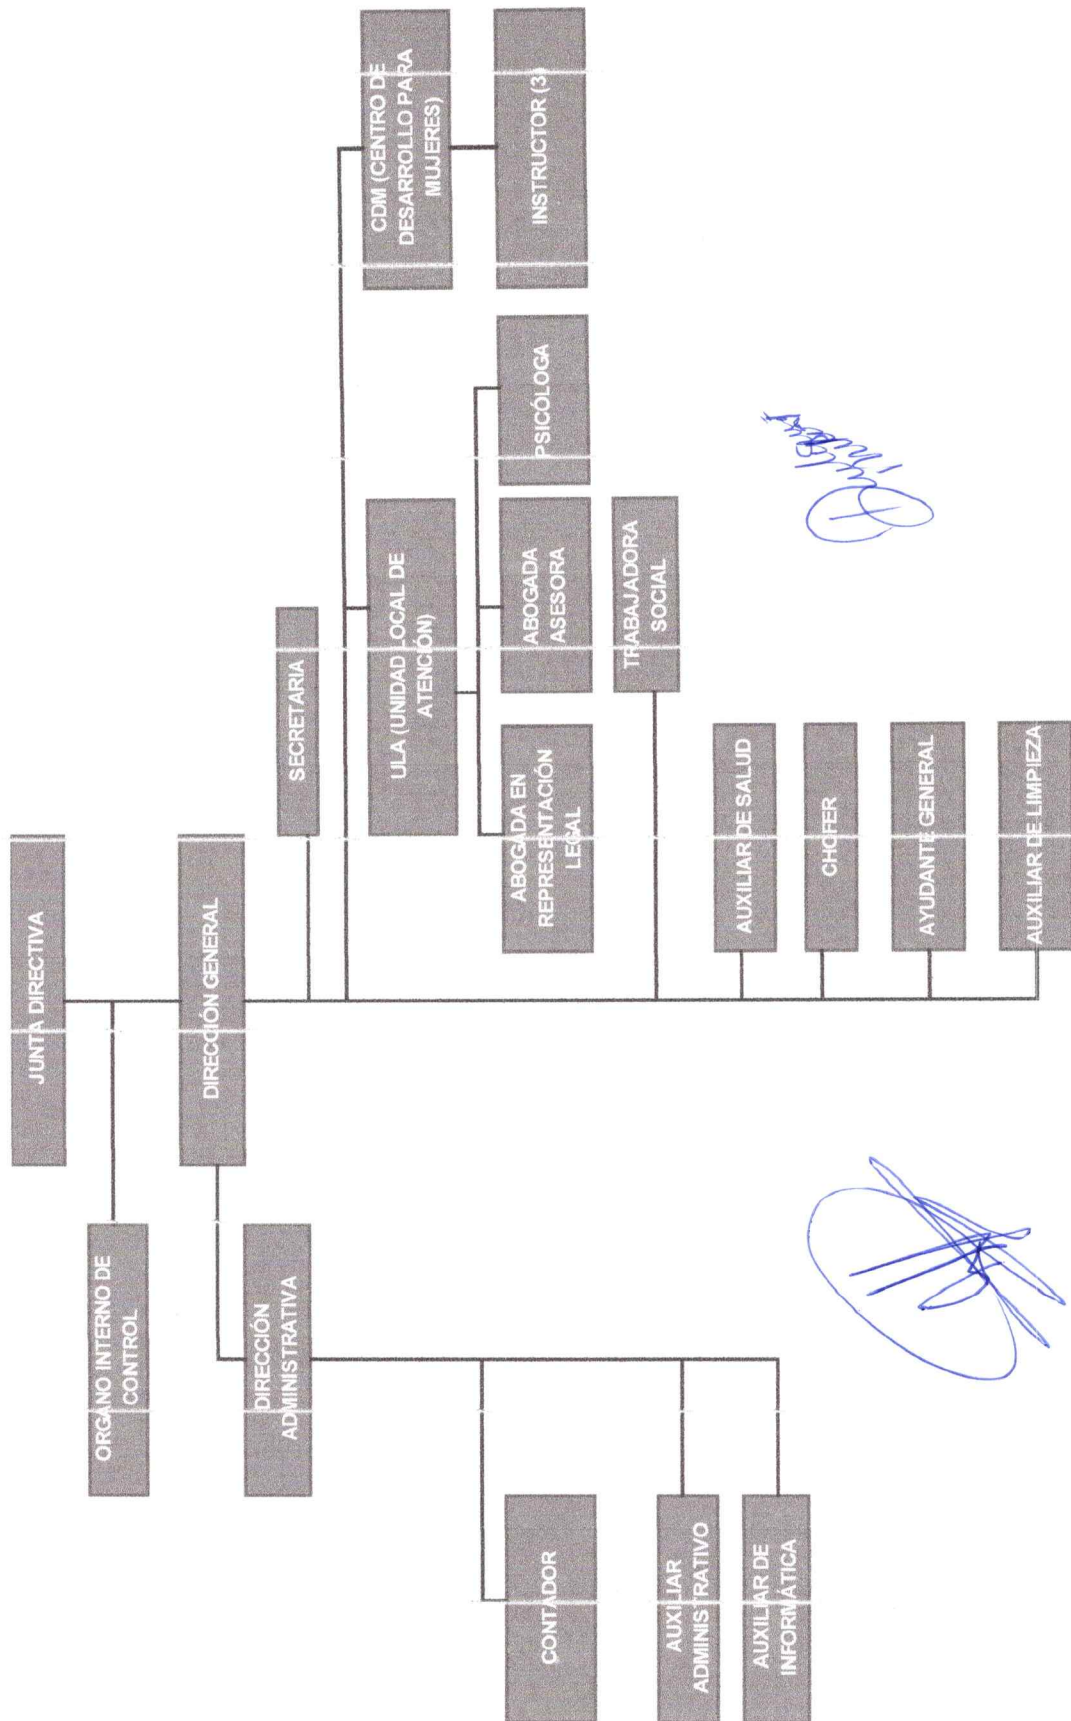 JUNTA DIRECTIVA
ORGANO INTERNO DE
CONTROL
DIRECCIÓN GENERAL
DIRECCIÓN
ADMINISTRATIVA
SECRETARIA
ULA (UNIDAD LOCAL DE
ATENCIÓN)
CDM (CENTRO DE
DESARROLLO PARA
MUJERES)
CONTADOR
ABOGADA EN
REPRESENTACIÓN
LEGAL
ABOGADA
ASESORA
PSICÓLOGA
INSTRUCTOR (3)
AUXILIAR
ADMINISTRATIVO
TRABAJADORA
SOCIAL
AUXILIAR DE
INFORMÁTICA
AUXILIAR DE SALUD
CHOFER
AYUDANTE GENERAL
AUXILIAR DE LIMPIEZA